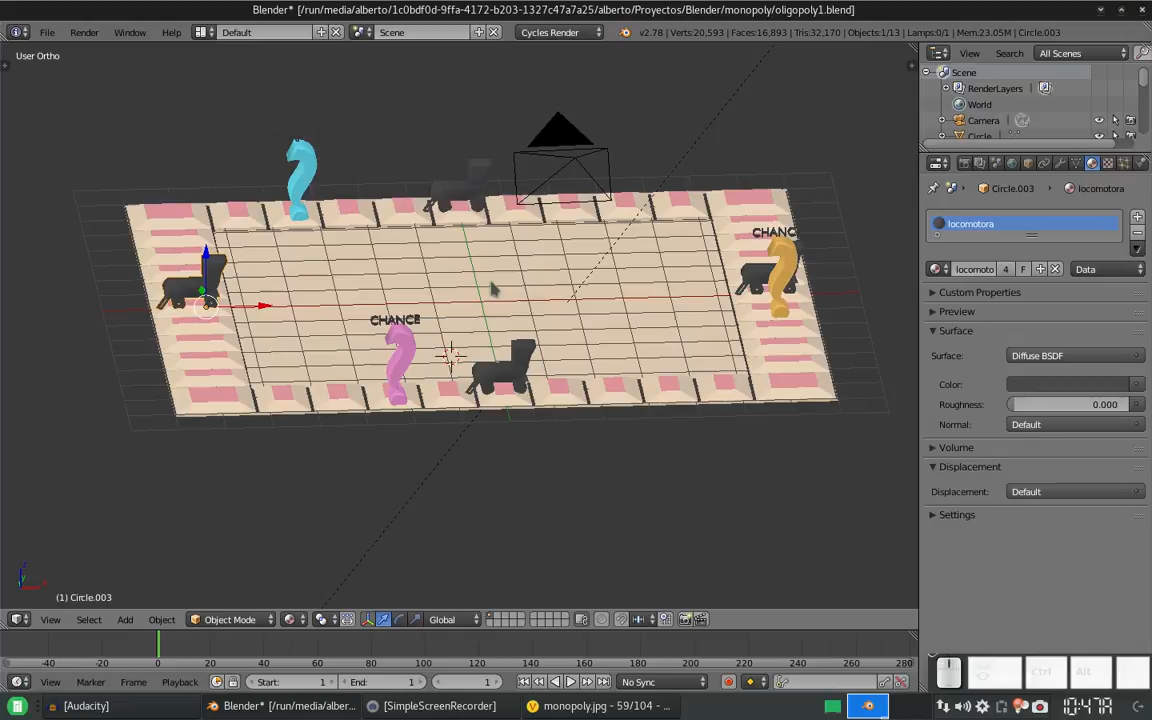 Blender* [/run/media/alberto/1c0bdf0d-9ffa-4172-b203-1327c47a7a25/alberto/Proyectos/Blender/monopoly/oligopoly1.blend]
File Render Window Help Default Scene Cycles Render v2.78 | Verts:20,593 | Faces:16,893 | Tris:32,170 | Objects:1/13 | Lamps:0/1 | Mem:23.05M | Circle.003
User Ortho
View Search All Scenes
Scene
RenderLayers
World
Camera
Circle
Circle.003 locomotora
locomotora
locomoto 4 F Data
Custom Properties
Preview
Surface
Surface: Diffuse BSDF
Color:
Roughness: 0.000
Normal: Default
Volume
Displacement
Displacement: Default
Settings
CHANC
CHANCE
(1) Circle.003
View Select Add Object Object Mode Global
-40 -20 0 20 40 60 80 100 120 140 160 180 200 220 240 260 280
View Marker Frame Playback Start: 1 End: 1 1 No Sync
Ctrl Alt
[Audacity] Blender* [/run/media/alber... [SimpleScreenRecorder] monopoly.jpg - 59/104 - ...